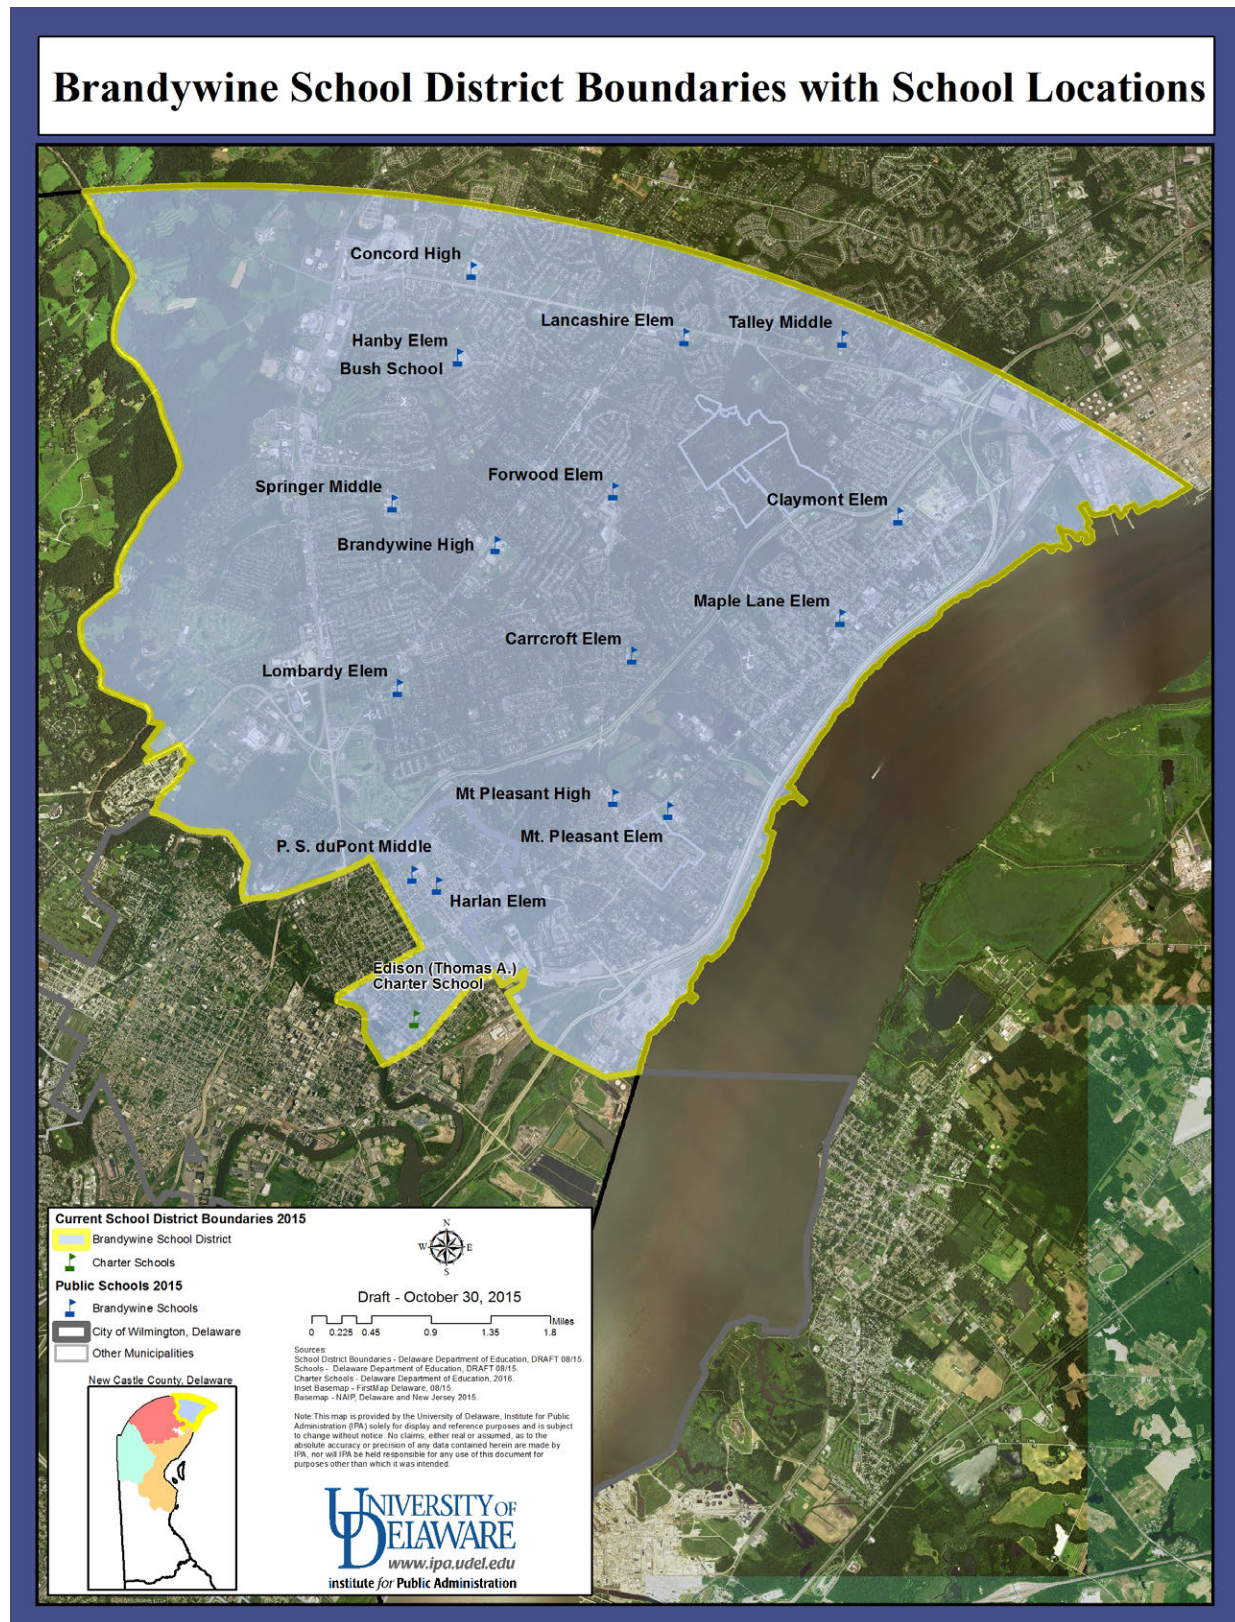 Brandywine School District Boundaries with School Locations
Concord High
Lancashire Elem
Talley Middle
Hanby Elem
Bush School
Forwood Elem
Springer Middle
Claymont Elem
Brandywine High
Maple Lane Elem
Carrcroft Elem
Lombardy Elem
Mt Pleasant High
Mt. Pleasant Elem
P. S. duPont Middle
Harlan Elem
Edison (Thomas A.)
Charter School
Current School District Boundaries 2015
Brandywine School District
Charter Schools
Public Schools 2015
Brandywine Schools
City of Wilmington, Delaware
Other Municipalities
New Castle County, Delaware
N
W E
S
Draft - October 30, 2015
Miles
0 0.225 0.45 0.9 1.35 1.8
Sources:
School District Boundaries - Delaware Department of Education, DRAFT 08/15.
Schools - Delaware Department of Education, DRAFT 08/15.
Charter Schools - Delaware Department of Education, 2016.
Inset Basemap - FirstMap Delaware, 08/15.
Basemap - NAIP, Delaware and New Jersey 2015.
Note:This map is provided by the University of Delaware, Institute for Public
Administration (IPA) solely for display and reference purposes and is subject
to change without notice. No claims, either real or assumed, as to the
absolute accuracy or precision of any data contained herein are made by
IPA, nor will IPA be held responsible for any use of this document for
purposes other than which it was intended.
UNIVERSITY OF
DELAWARE
www.ipa.udel.edu
institute for Public Administration